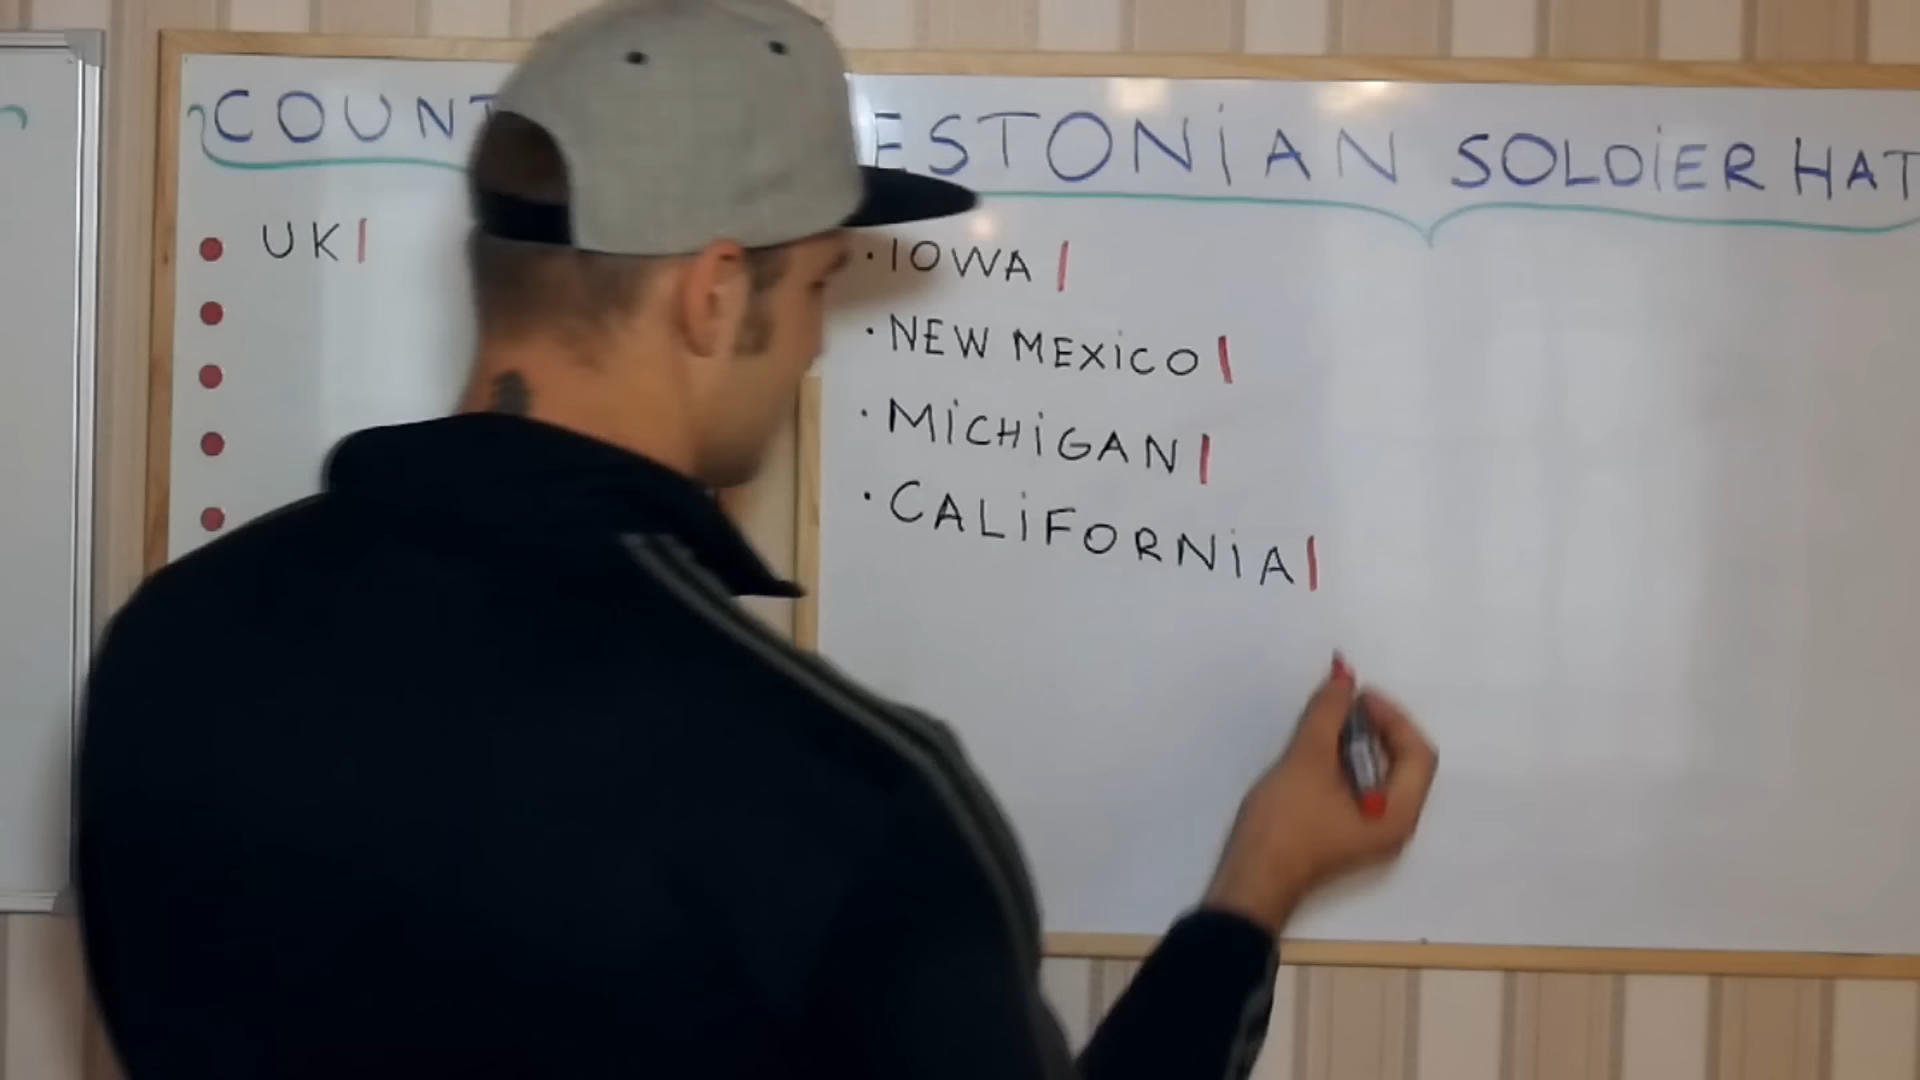 COUNT ESTONiAN SOLDiER HAT
UK|
IOWA |
NEW MEXiCO |
MiCHiGAN |
CALiFORNiA |